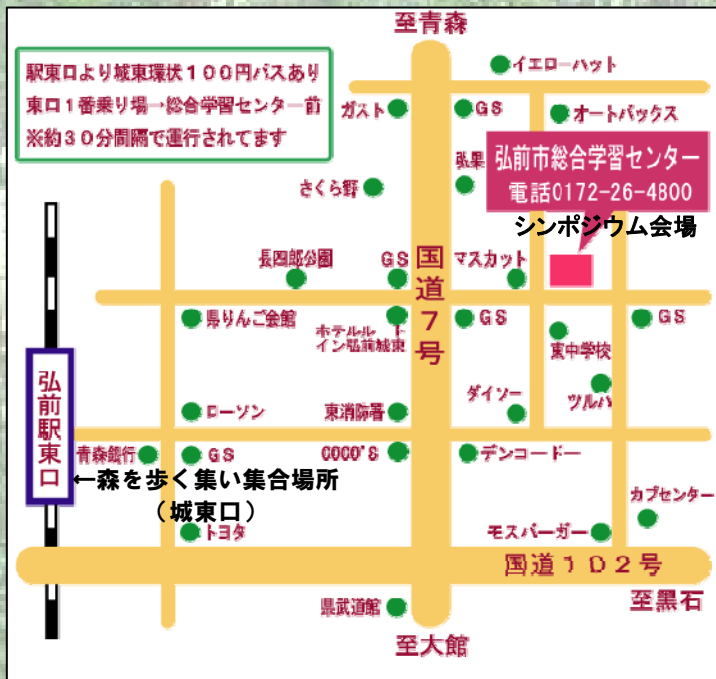 至青森
駅東口より城東環状100円バスあり
東口1番乗り場→総合学習センター前
※約30分間隔で運行されてます
イエローハット
ガスト
GS
オートバックス
弘果
弘前市総合学習センター
電話0172-26-4800
シンポジウム会場
さくら野
長四郎公園
GS
国道7号
マスカット
県りんご会館
ホテルルート
イン弘前城東
GS
東中学校
GS
ダイソー
ツルハ
弘前駅東口
ローソン
東消防署
青森銀行
GS
COCO'S
デンコードー
←森を歩く集い集合場所
(城東口)
カブセンター
トヨタ
モスバーガー
国道102号
至黒石
県武道館
至大館